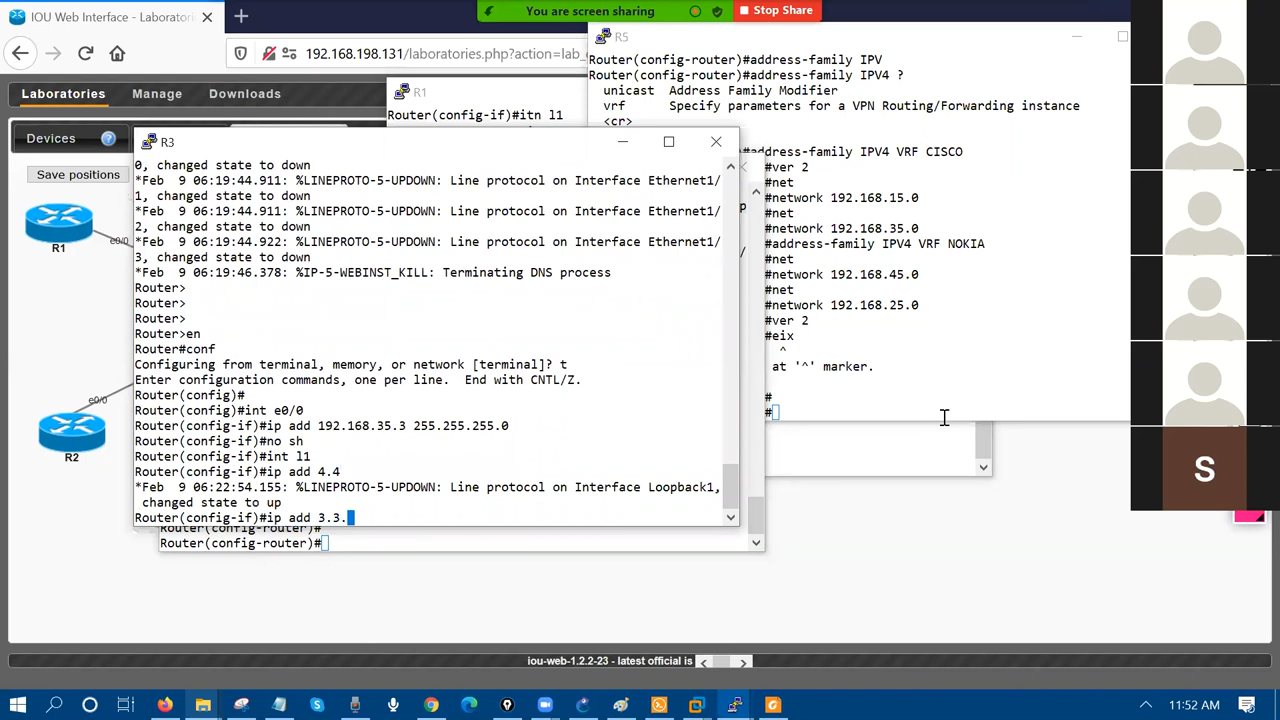 IOU Web Interface - Laborator
You are screen sharing
Stop Share
192.168.198.131/laboratories.php?action=lab_
Laboratories
Manage
Downloads
Devices
Save positions
R1
e0/0
R2
e0/0
R1
Router(config-if)#itn l1
R5
Router(config-router)#address-family IPV
Router(config-router)#address-family IPV4 ?
unicast  Address Family Modifier
vrf      Specify parameters for a VPN Routing/Forwarding instance
<cr>
#address-family IPV4 VRF CISCO
#ver 2
#net
#network 192.168.15.0
#net
#network 192.168.35.0
#address-family IPV4 VRF NOKIA
#net
#network 192.168.45.0
#net
#network 192.168.25.0
#ver 2
#eix
^
at '^' marker.
#
#
R3
0, changed state to down
*Feb  9 06:19:44.911: %LINEPROTO-5-UPDOWN: Line protocol on Interface Ethernet1/
1, changed state to down
*Feb  9 06:19:44.911: %LINEPROTO-5-UPDOWN: Line protocol on Interface Ethernet1/
2, changed state to down
*Feb  9 06:19:44.922: %LINEPROTO-5-UPDOWN: Line protocol on Interface Ethernet1/
3, changed state to down
*Feb  9 06:19:46.378: %IP-5-WEBINST_KILL: Terminating DNS process
Router>
Router>
Router>
Router>en
Router#conf
Configuring from terminal, memory, or network [terminal]? t
Enter configuration commands, one per line.  End with CNTL/Z.
Router(config)#
Router(config)#int e0/0
Router(config-if)#ip add 192.168.35.3 255.255.255.0
Router(config-if)#no sh
Router(config-if)#int l1
Router(config-if)#ip add 4.4
*Feb  9 06:22:54.155: %LINEPROTO-5-UPDOWN: Line protocol on Interface Loopback1,
changed state to up
Router(config-if)#ip add 3.3.
p
/
Router(config-router)#
Router(config-router)#
S
iou-web-1.2.2-23 - latest official is
11:52 AM